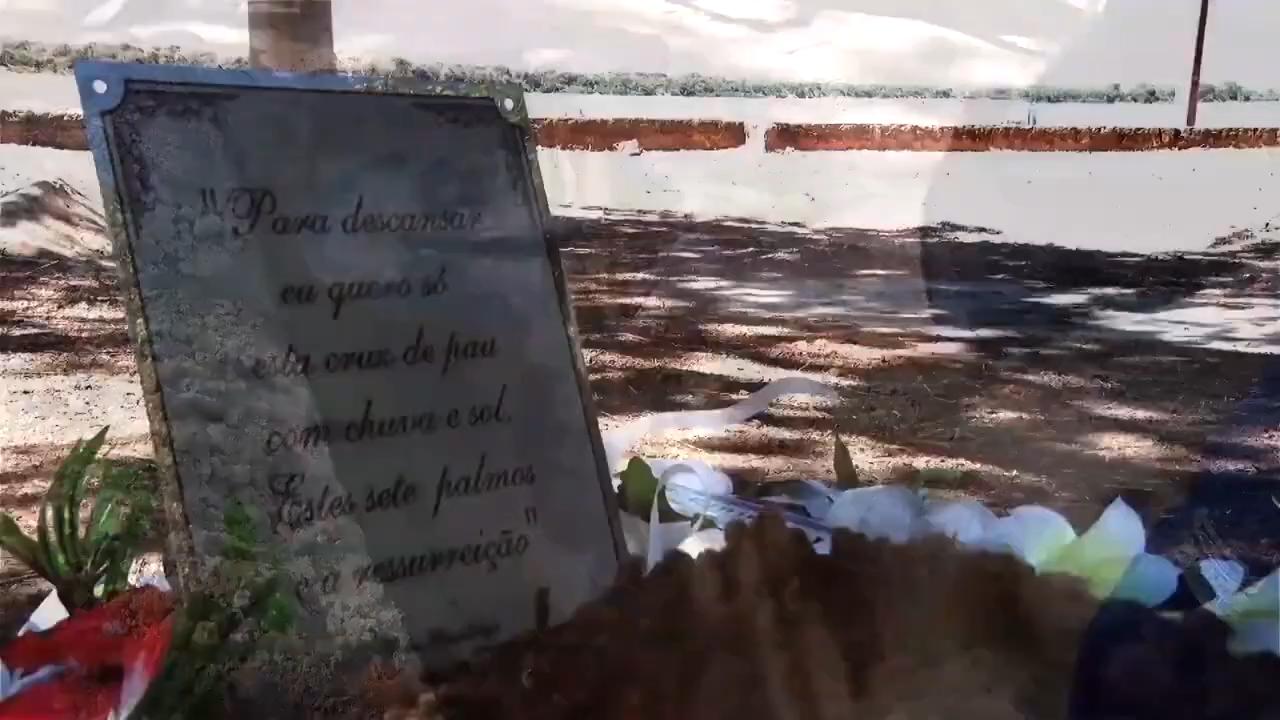 "Para descansar
eu quero só
esta cruz de pau
com chuva e sol.
Estes sete palmos
e a ressurreição"